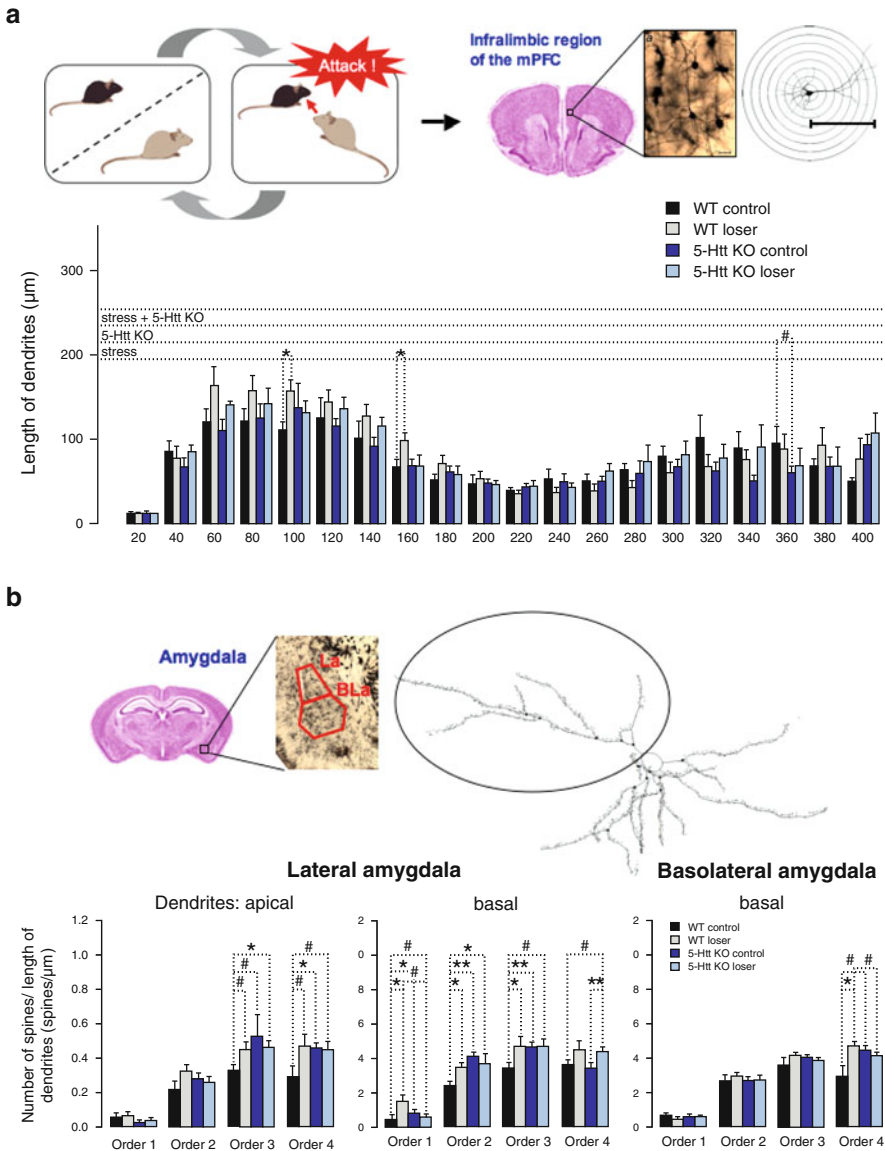 a
Attack !
Infralimbic region
of the mPFC
a
WT control
WT loser
5-Htt KO control
5-Htt KO loser
Length of dendrites (µm)
300
200
100
0
stress + 5-Htt KO
5-Htt KO
stress
*
*
#
20 40 60 80 100 120 140 160 180 200 220 240 260 280 300 320 340 360 380 400
b
Amygdala
La
BLa
Lateral amygdala
Basolateral amygdala
Dendrites: apical
basal
basal
Number of spines/ length of
dendrites (spines/µm)
1.2
1.0
0.8
0.6
0.4
0.2
0.0
*
#
#
#
*
#
Order 1 Order 2 Order 3 Order 4
2
0
8
6
4
2
0
#
*
#
*
*
**
*
#
**
*
#
**
Order 1 Order 2 Order 3 Order 4
2
0
8
6
4
2
0
WT control
WT loser
5-Htt KO control
5-Htt KO loser
# #
*
Order 1 Order 2 Order 3 Order 4